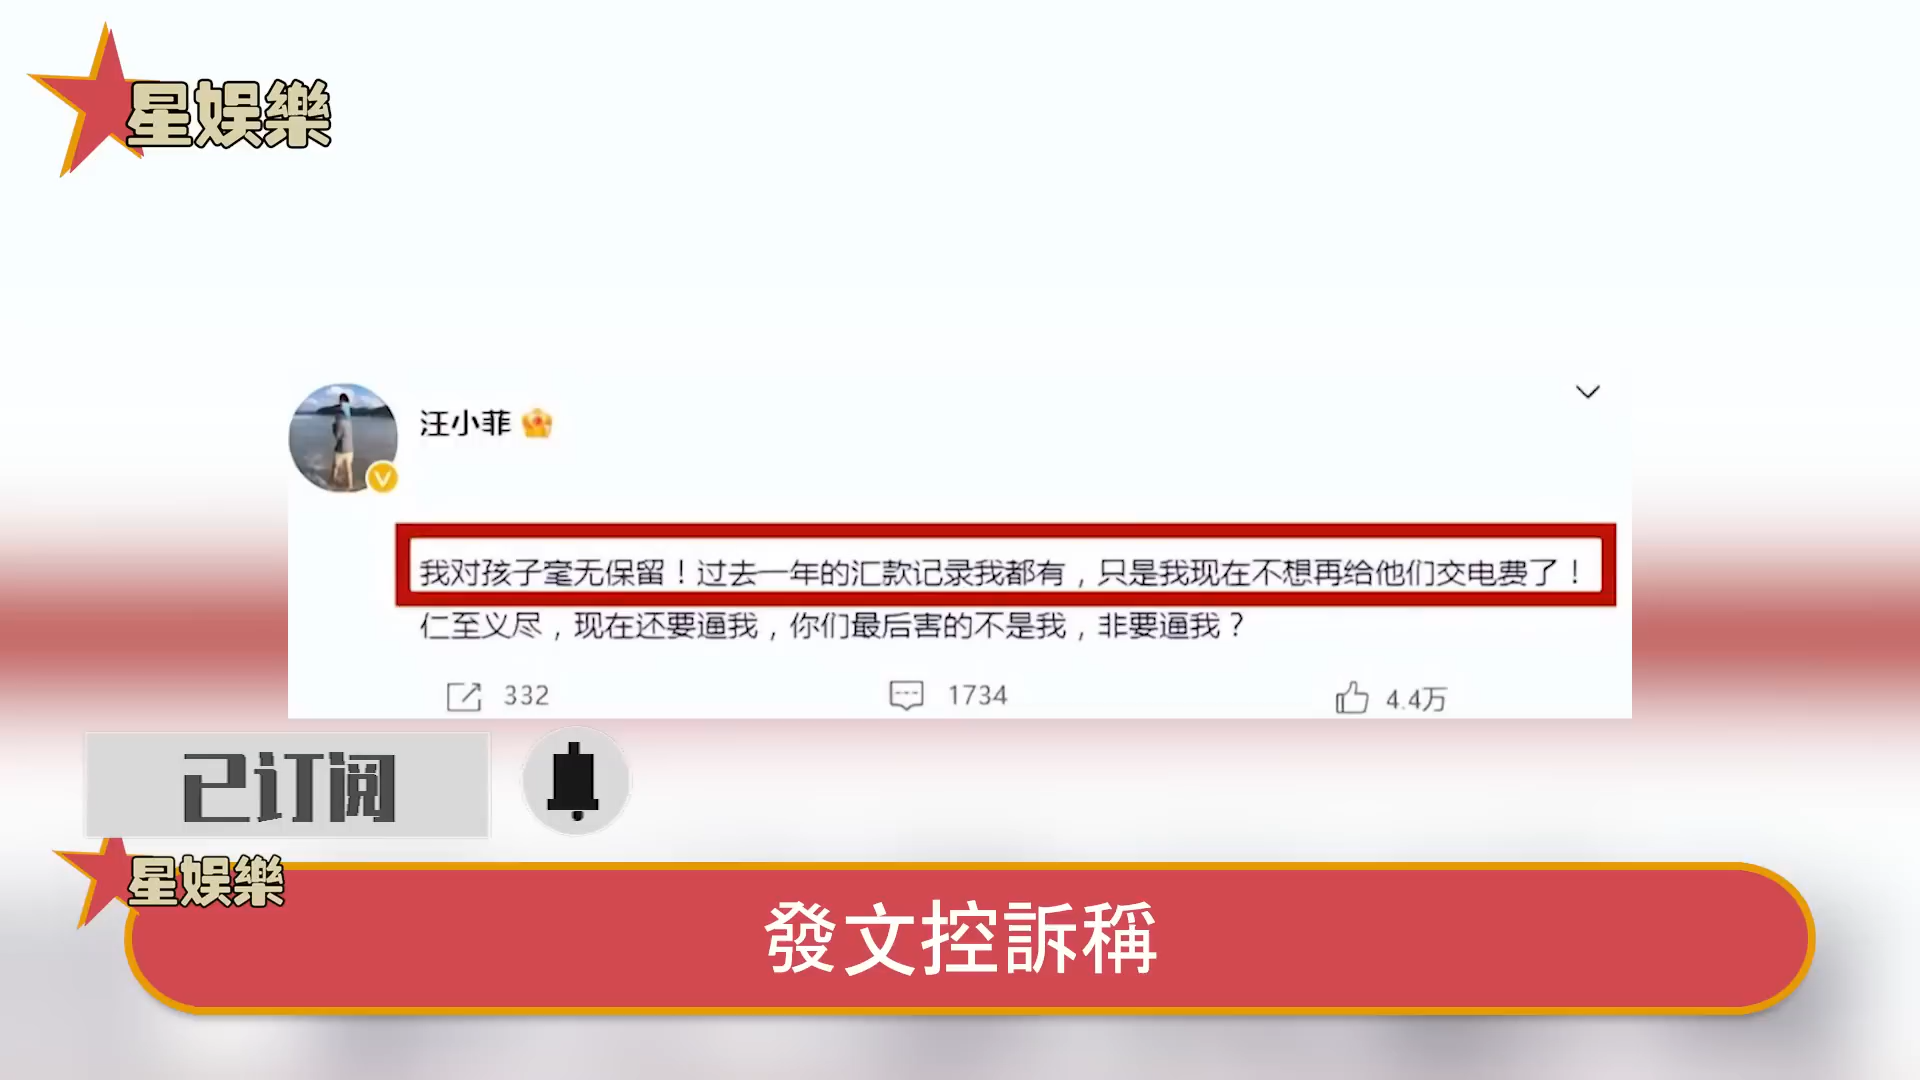 星娱樂
汪小菲
我对孩子毫无保留！过去一年的汇款记录我都有，只是我现在不想再给他们交电费了！
仁至义尽，现在还要逼我，你们最后害的不是我，非要逼我？
332
1734
4.4万
已订阅
星娱樂
發文控訴稱